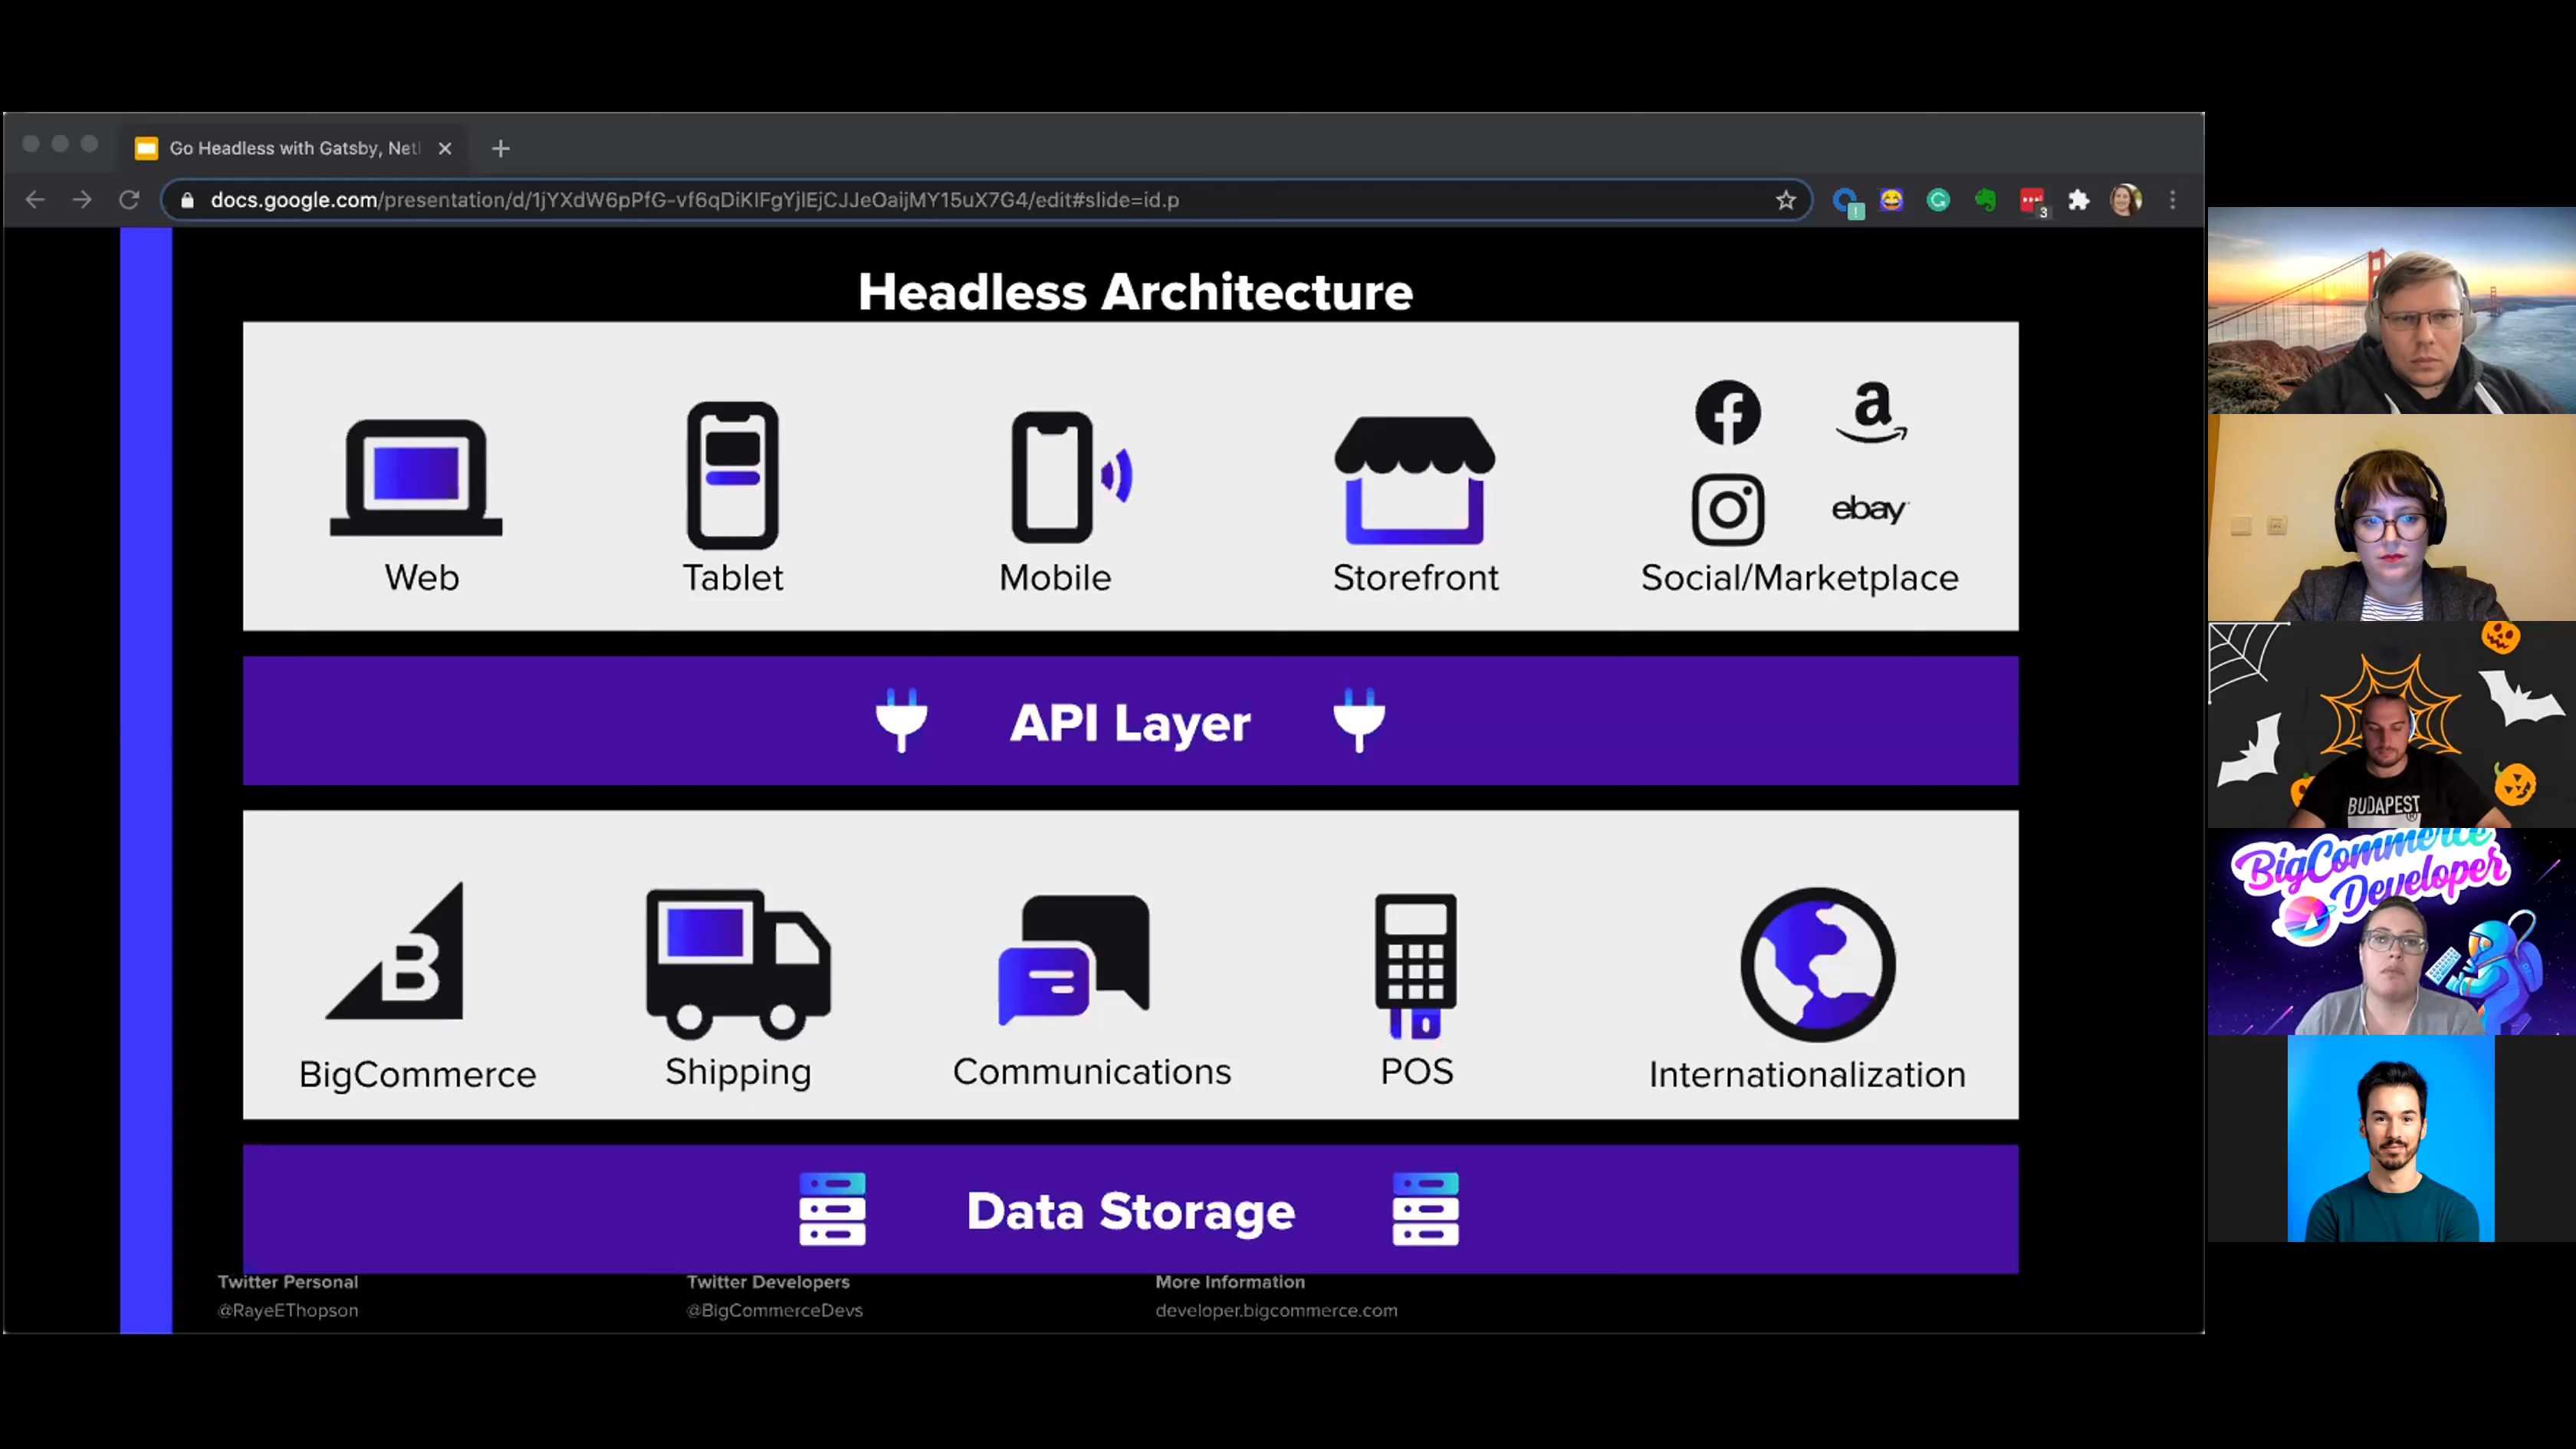 Go Headless with Gatsby, Netl
docs.google.com/presentation/d/1jYXdW6pPfG-vf6qDiKlFgYjlEjCJJeOaijMY15uX7G4/edit#slide=id.p
3
Headless Architecture
a
ebay
Web
Tablet
Mobile
Storefront
Social/Marketplace
API Layer
B
BigCommerce
Shipping
Communications
POS
Internationalization
Data Storage
Twitter Personal
Twitter Developers
More Information
@RayeEThopson
@BigCommerceDevs
developer.bigcommerce.com
BUDAPEST
BigCommerce
Developer